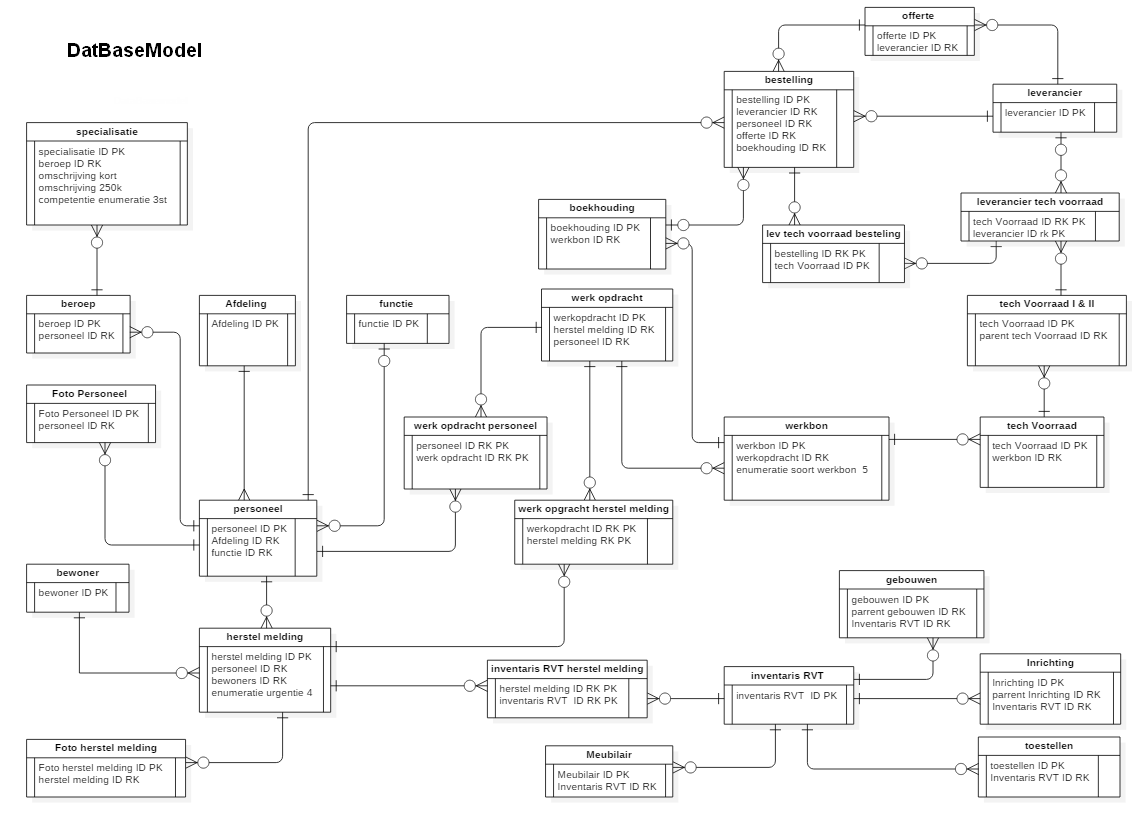 DatBaseModel
offerte
offerte ID PK
leverancier ID RK
bestelling
bestelling ID PK
leverancier ID RK
personeel ID RK
offerte ID RK
boekhouding ID RK
leverancier
leverancier ID PK
specialisatie
specialisatie ID PK
beroep ID RK
omschrijving kort
omschrijving 250k
competentie enumeratie 3st
boekhouding
boekhouding ID PK
werkbon ID RK
lev tech voorraad besteling
bestelling ID RK PK
tech Voorraad ID PK
leverancier tech voorraad
tech Voorraad ID RK PK
leverancier ID rk PK
beroep
beroep ID PK
personeel ID RK
Afdeling
Afdeling ID PK
functie
functie ID PK
werk opdracht
werkopdracht ID PK
herstel melding ID RK
personeel ID RK
tech Voorraad I & II
tech Voorraad ID PK
parent tech Voorraad ID RK
Foto Personeel
Foto Personeel ID PK
personeel ID RK
werk opdracht personeel
personeel ID RK PK
werk opdracht ID RK PK
werkbon
werkbon ID PK
werkopdracht ID RK
enumeratie soort werkbon  5
tech Voorraad
tech Voorraad ID PK
werkbon ID RK
personeel
personeel ID PK
Afdeling ID RK
functie ID RK
werk opgracht herstel melding
werkopdracht ID RK PK
herstel melding RK PK
bewoner
bewoner ID PK
gebouwen
gebouwen ID PK
parrent gebouwen ID RK
Inventaris RVT ID RK
herstel melding
herstel melding ID PK
personeel ID RK
bewoners ID RK
enumeratie urgentie 4
inventaris RVT herstel melding
herstel melding ID RK PK
inventaris RVT  ID RK PK
inventaris RVT
inventaris RVT  ID PK
Inrichting
Inrichting ID PK
parrent Inrichting ID RK
Inventaris RVT ID RK
Foto herstel melding
Foto herstel melding ID PK
herstel melding ID RK
Meubilair
Meubilair ID PK
Inventaris RVT ID RK
toestellen
toestellen ID PK
Inventaris RVT ID RK